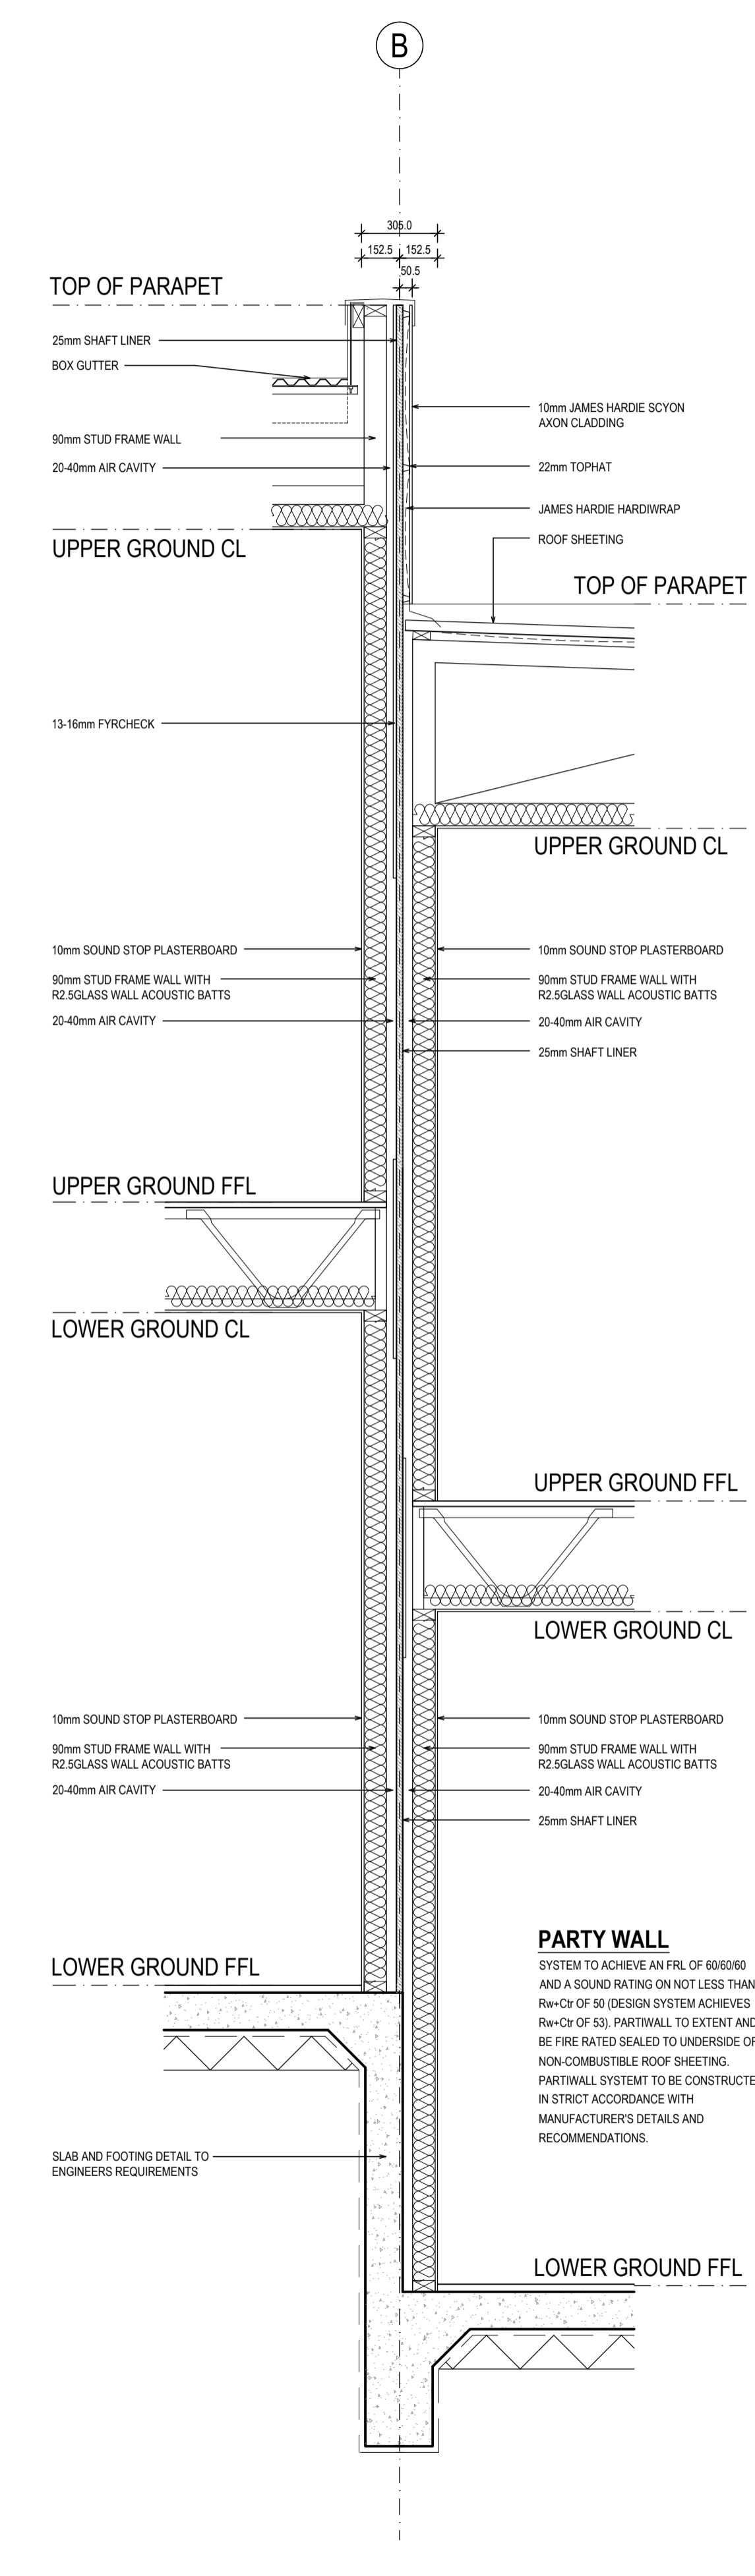 B
305.0
152.5 152.5
50.5
TOP OF PARAPET
25mm SHAFT LINER
BOX GUTTER
10mm JAMES HARDIE SCYON
AXON CLADDING
90mm STUD FRAME WALL
20-40mm AIR CAVITY
22mm TOPHAT
JAMES HARDIE HARDIWRAP
UPPER GROUND CL
ROOF SHEETING
TOP OF PARAPET
13-16mm FYRCHECK
UPPER GROUND CL
10mm SOUND STOP PLASTERBOARD
90mm STUD FRAME WALL WITH
R2.5GLASS WALL ACOUSTIC BATTS
20-40mm AIR CAVITY
10mm SOUND STOP PLASTERBOARD
90mm STUD FRAME WALL WITH
R2.5GLASS WALL ACOUSTIC BATTS
20-40mm AIR CAVITY
25mm SHAFT LINER
UPPER GROUND FFL
LOWER GROUND CL
UPPER GROUND FFL
LOWER GROUND CL
10mm SOUND STOP PLASTERBOARD
90mm STUD FRAME WALL WITH
R2.5GLASS WALL ACOUSTIC BATTS
20-40mm AIR CAVITY
10mm SOUND STOP PLASTERBOARD
90mm STUD FRAME WALL WITH
R2.5GLASS WALL ACOUSTIC BATTS
20-40mm AIR CAVITY
25mm SHAFT LINER
LOWER GROUND FFL
PARTY WALL
SYSTEM TO ACHIEVE AN FRL OF 60/60/60
AND A SOUND RATING ON NOT LESS THAN
Rw+Ctr OF 50 (DESIGN SYSTEM ACHIEVES
Rw+Ctr OF 53). PARTIWALL TO EXTENT AND
BE FIRE RATED SEALED TO UNDERSIDE OF
NON-COMBUSTIBLE ROOF SHEETING.
PARTIWALL SYSTEMT TO BE CONSTRUCTE
IN STRICT ACCORDANCE WITH
MANUFACTURER'S DETAILS AND
RECOMMENDATIONS.
SLAB AND FOOTING DETAIL TO
ENGINEERS REQUIREMENTS
LOWER GROUND FFL